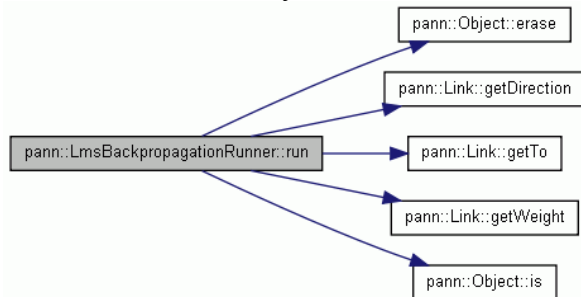 pann::Object::erase
pann::Link::getDirection
pann::LmsBackpropagationRunner::run
pann::Link::getTo
pann::Link::getWeight
pann::Object::is